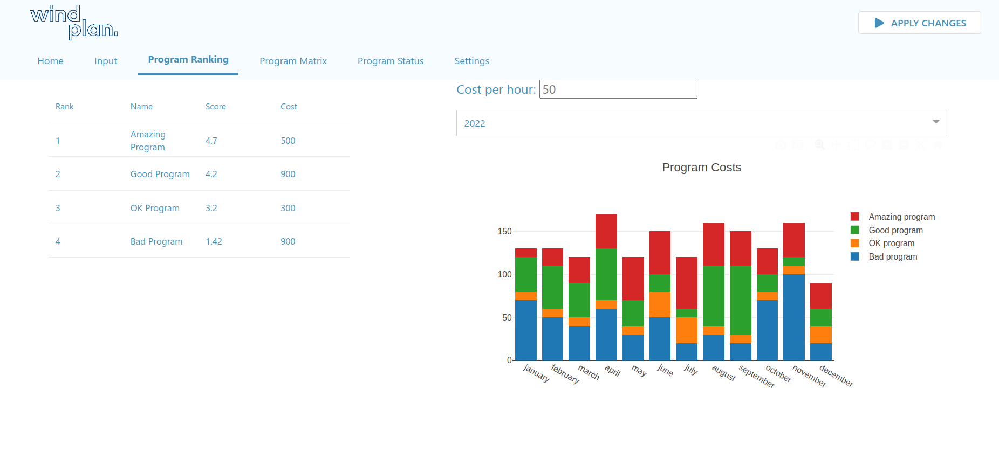 wind
plan.
APPLY CHANGES
Home Input Program Ranking Program Matrix Program Status Settings
Cost per hour: 50
2022
Rank Name Score Cost
1 Amazing Program 4.7 500
2 Good Program 4.2 900
3 OK Program 3.2 300
4 Bad Program 1.42 900
Program Costs
150
100
50
0
january february march april may june july august september october november december
Amazing program
Good program
OK program
Bad program